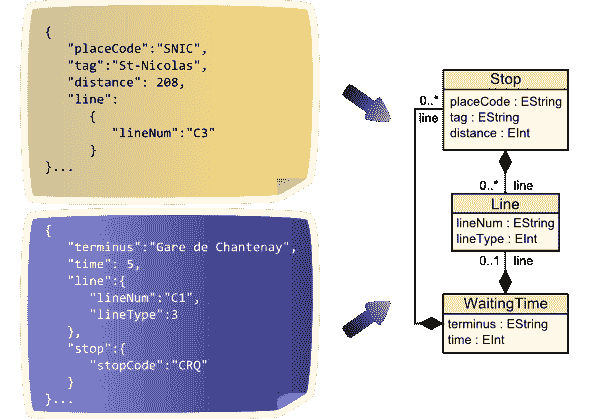 {
"placeCode":"SNIC",
"tag":"St-Nicolas",
"distance": 208,
"line":
{
"lineNum":"C3"
}
}...
{
"terminus":"Gare de Chantenay",
"time": 5,
"line":{
"lineNum":"C1",
"lineType":3
},
"stop":{
"stopCode":"CRQ"
}
}...
Stop
0..*
line
placeCode : EString
tag : EString
distance : EInt
0..* line
Line
lineNum : EString
lineType : EInt
0..1 line
WaitingTime
terminus : EString
time : EInt